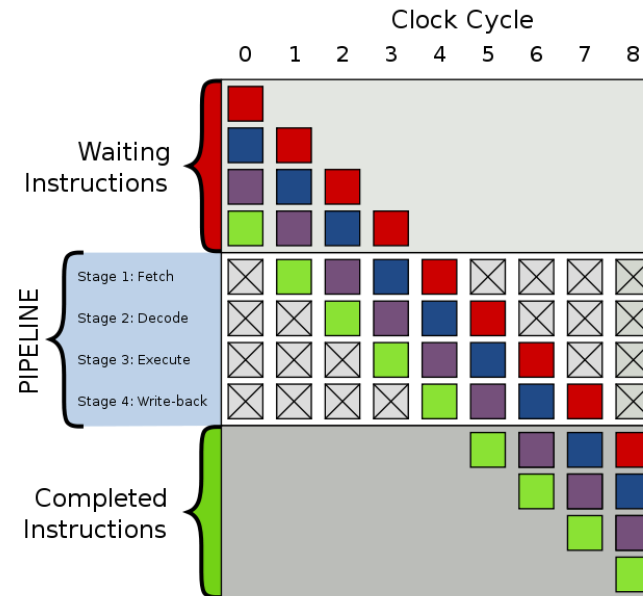 Clock Cycle
0 1 2 3 4 5 6 7 8
Waiting
Instructions
PIPELINE
Stage 1: Fetch
Stage 2: Decode
Stage 3: Execute
Stage 4: Write-back
Completed
Instructions